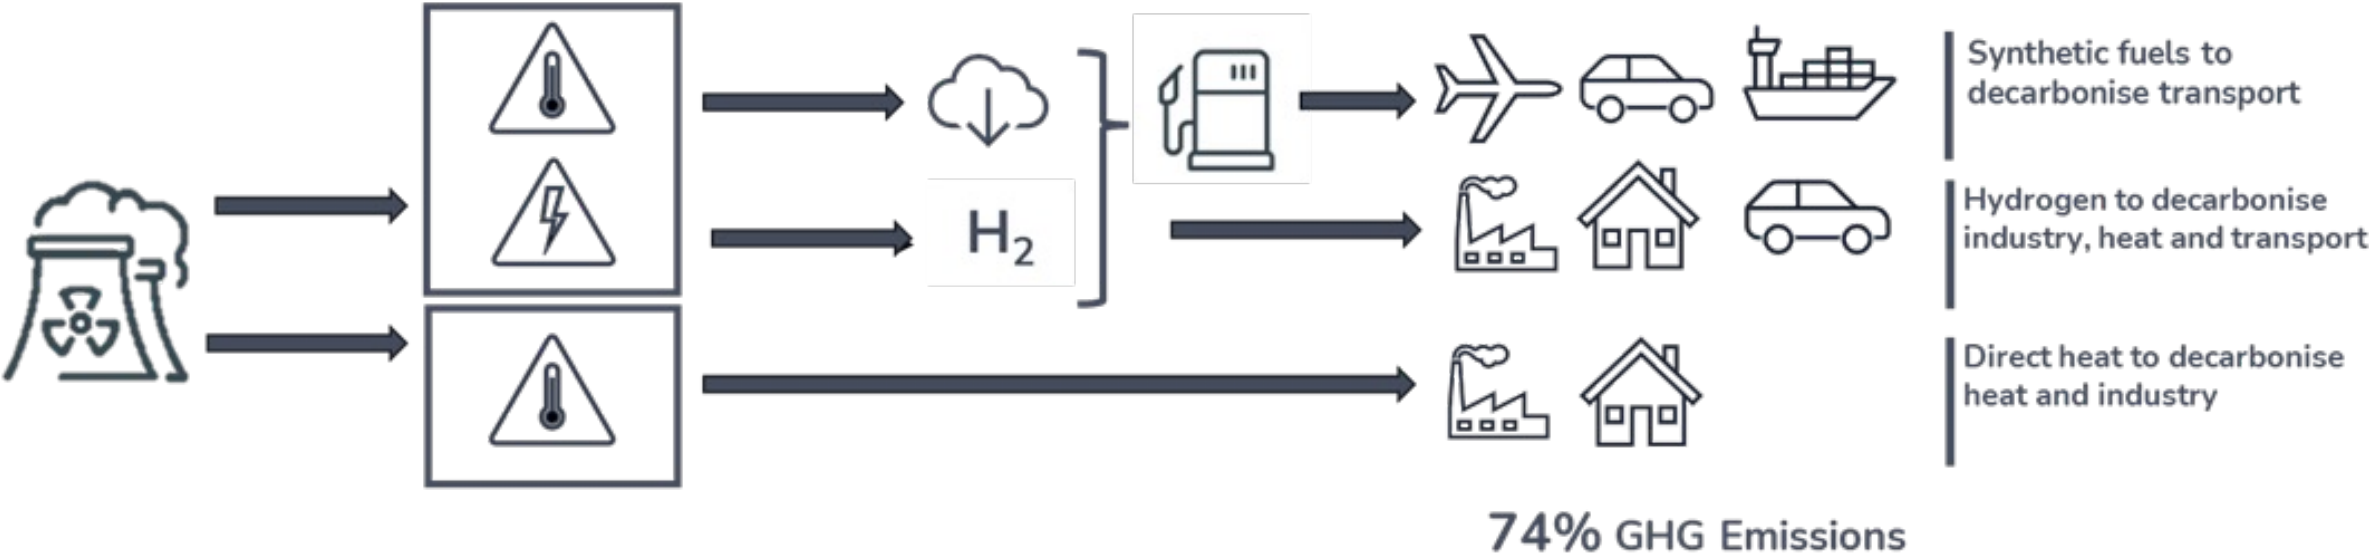 Synthetic fuels to
decarbonise transport
H₂
Hydrogen to decarbonise
industry, heat and transport
Direct heat to decarbonise
heat and industry
74% GHG Emissions